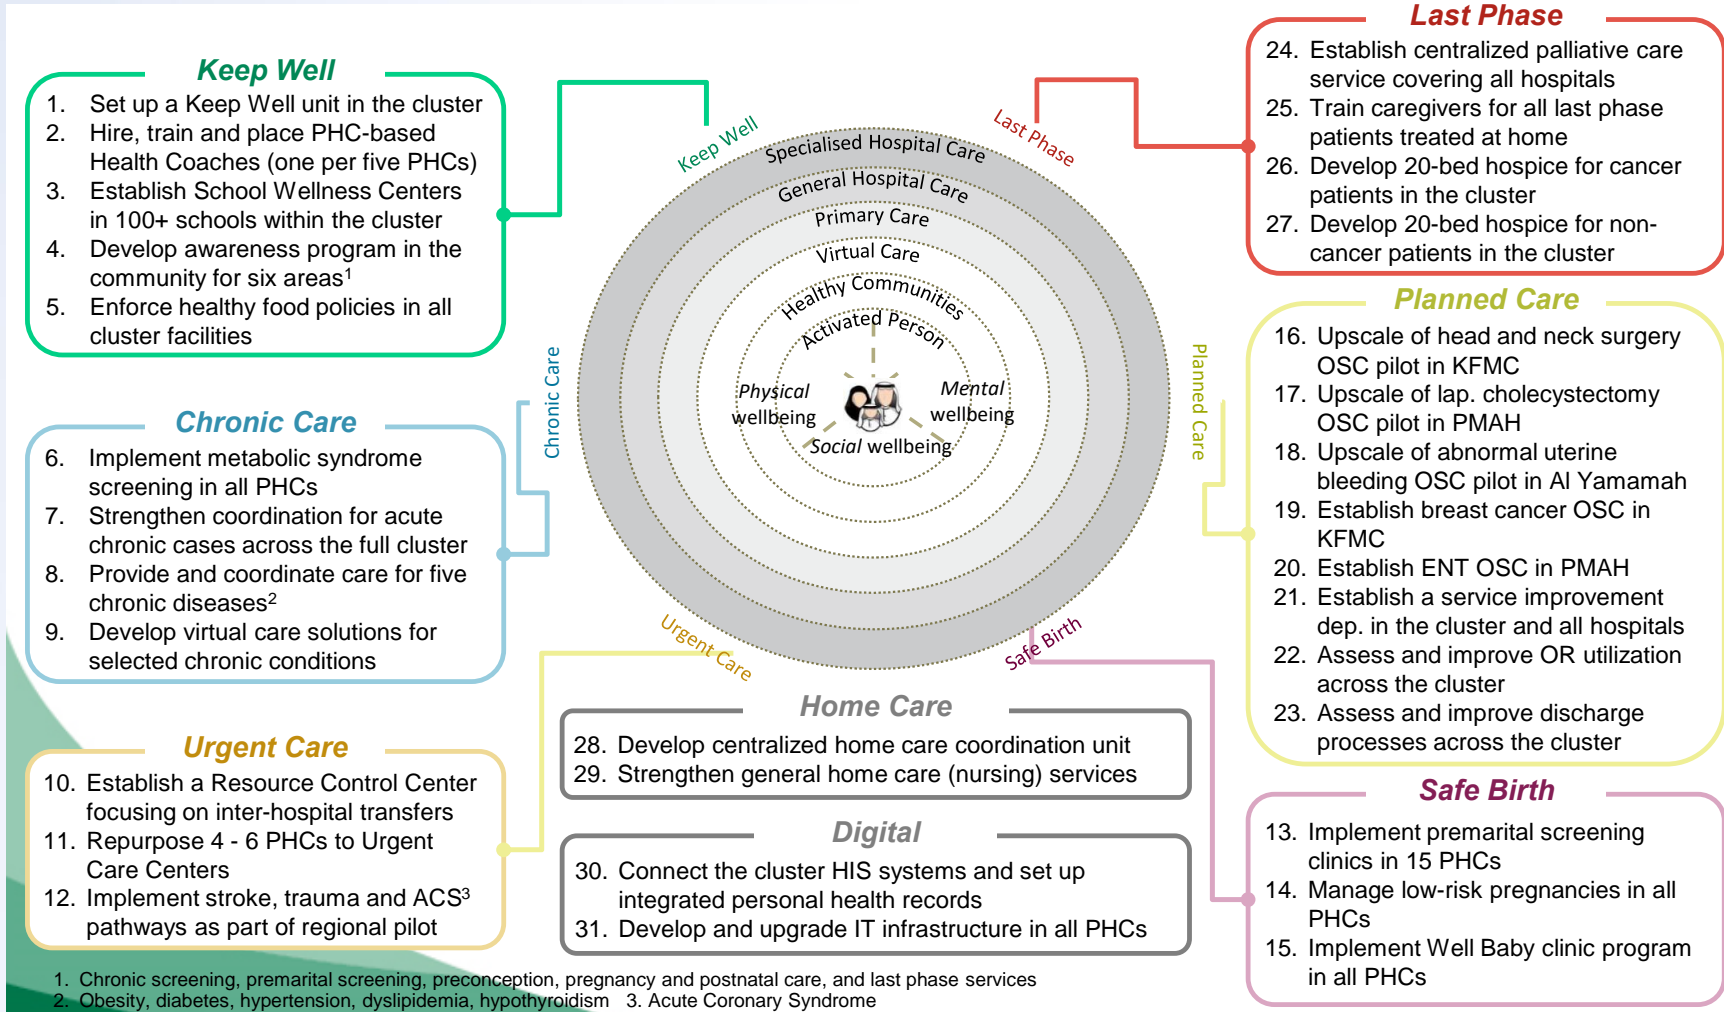 Keep Well
1. Set up a Keep Well unit in the cluster
2. Hire, train and place PHC-based
Health Coaches (one per five PHCs)
3. Establish School Wellness Centers
in 100+ schools within the cluster
4. Develop awareness program in the
community for six areas1
5. Enforce healthy food policies in all
cluster facilities
Chronic Care
6. Implement metabolic syndrome
screening in all PHCs
7. Strengthen coordination for acute
chronic cases across the full cluster
8. Provide and coordinate care for five
chronic diseases2
9. Develop virtual care solutions for
selected chronic conditions
Urgent Care
10. Establish a Resource Control Center
focusing on inter-hospital transfers
11. Repurpose 4 - 6 PHCs to Urgent
Care Centers
12. Implement stroke, trauma and ACS3
pathways as part of regional pilot
Keep Well
Last Phase
Chronic Care
Planned Care
Urgent Care
Safe Birth
Specialised Hospital Care
General Hospital Care
Primary Care
Virtual Care
Healthy Communities
Activated Person
Physical
wellbeing
Mental
wellbeing
Social wellbeing
Home Care
28. Develop centralized home care coordination unit
29. Strengthen general home care (nursing) services
Digital
30. Connect the cluster HIS systems and set up
integrated personal health records
31. Develop and upgrade IT infrastructure in all PHCs
Last Phase
24. Establish centralized palliative care
service covering all hospitals
25. Train caregivers for all last phase
patients treated at home
26. Develop 20-bed hospice for cancer
patients in the cluster
27. Develop 20-bed hospice for non-
cancer patients in the cluster
Planned Care
16. Upscale of head and neck surgery
OSC pilot in KFMC
17. Upscale of lap. cholecystectomy
OSC pilot in PMAH
18. Upscale of abnormal uterine
bleeding OSC pilot in Al Yamamah
19. Establish breast cancer OSC in
KFMC
20. Establish ENT OSC in PMAH
21. Establish a service improvement
dep. in the cluster and all hospitals
22. Assess and improve OR utilization
across the cluster
23. Assess and improve discharge
processes across the cluster
Safe Birth
13. Implement premarital screening
clinics in 15 PHCs
14. Manage low-risk pregnancies in all
PHCs
15. Implement Well Baby clinic program
in all PHCs
1. Chronic screening, premarital screening, preconception, pregnancy and postnatal care, and last phase services
2. Obesity, diabetes, hypertension, dyslipidemia, hypothyroidism 3. Acute Coronary Syndrome